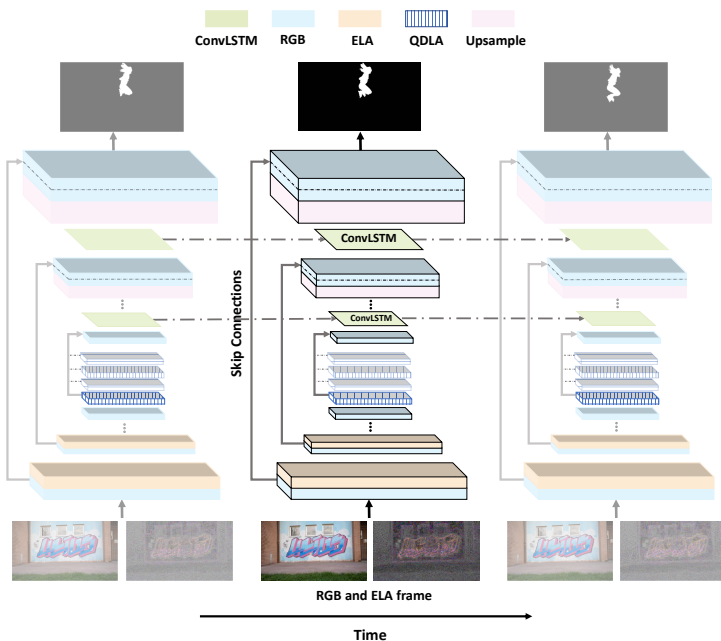 ConvLSTM RGB ELA QDLA Upsample
Skip Connections
ConvLSTM
ConvLSTM
RGB and ELA frame
Time